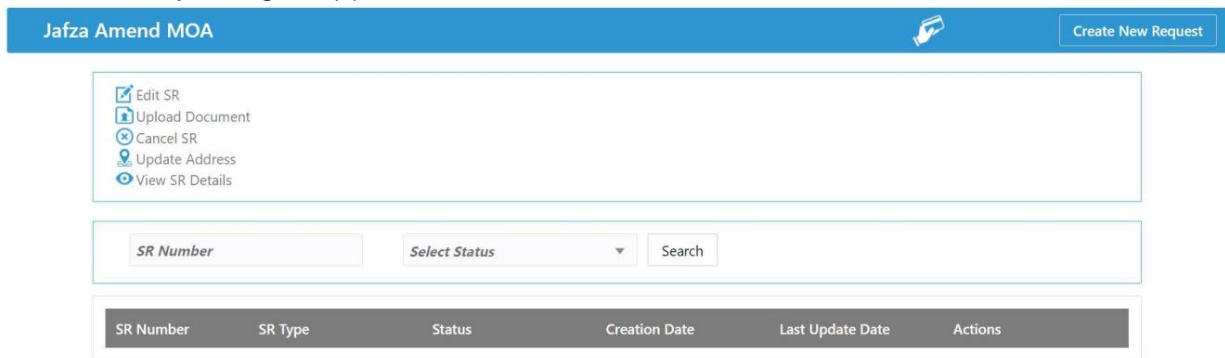 Jafza Amend MOA
Create New Request
Edit SR
Upload Document
Cancel SR
Update Address
View SR Details
SR Number Select Status Search
SR Number SR Type Status Creation Date Last Update Date Actions